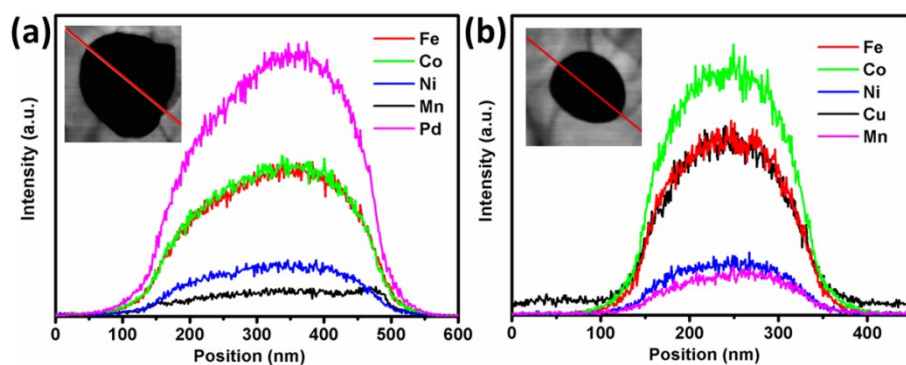 (a)
Fe
Co
Ni
Mn
Pd
Intensity (a.u.)
0 100 200 300 400 500 600
Position (nm)
(b)
Fe
Co
Ni
Cu
Mn
Intensity (a.u.)
0 100 200 300 400
Position (nm)